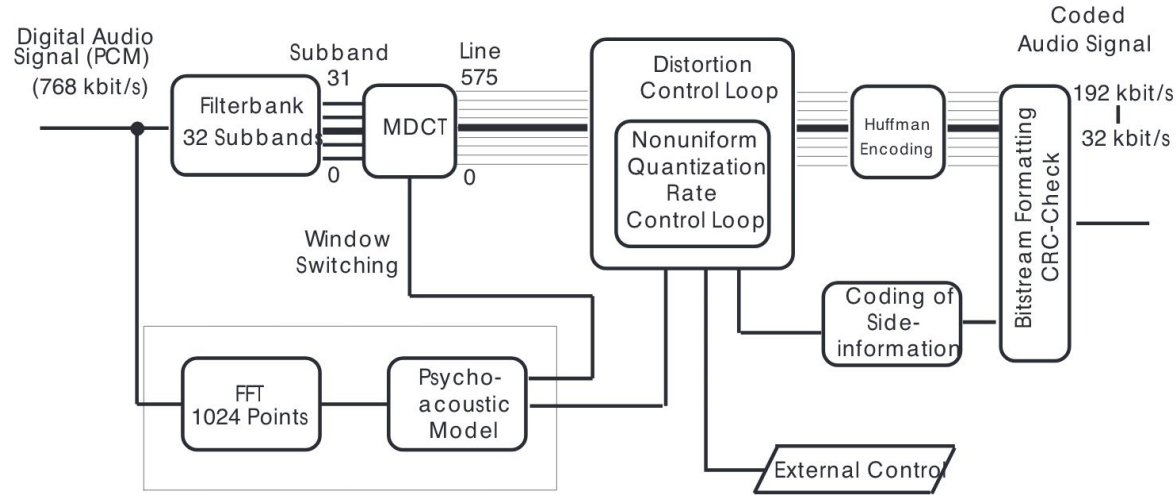 Digital Audio
Signal (PCM)
(768 kbit/s)
Subband
31
0
Filterbank
32 Subbands
Line
575
0
MDCT
Window
Switching
Distortion
Control Loop
Nonuniform
Quantization
Rate
Control Loop
Huffman
Encoding
Coded
Audio Signal
192 kbit/s
32 kbit/s
Bitstream Formatting
CRC-Check
Coding of
Side-
information
FFT
1024 Points
Psycho-
acoustic
Model
External Control